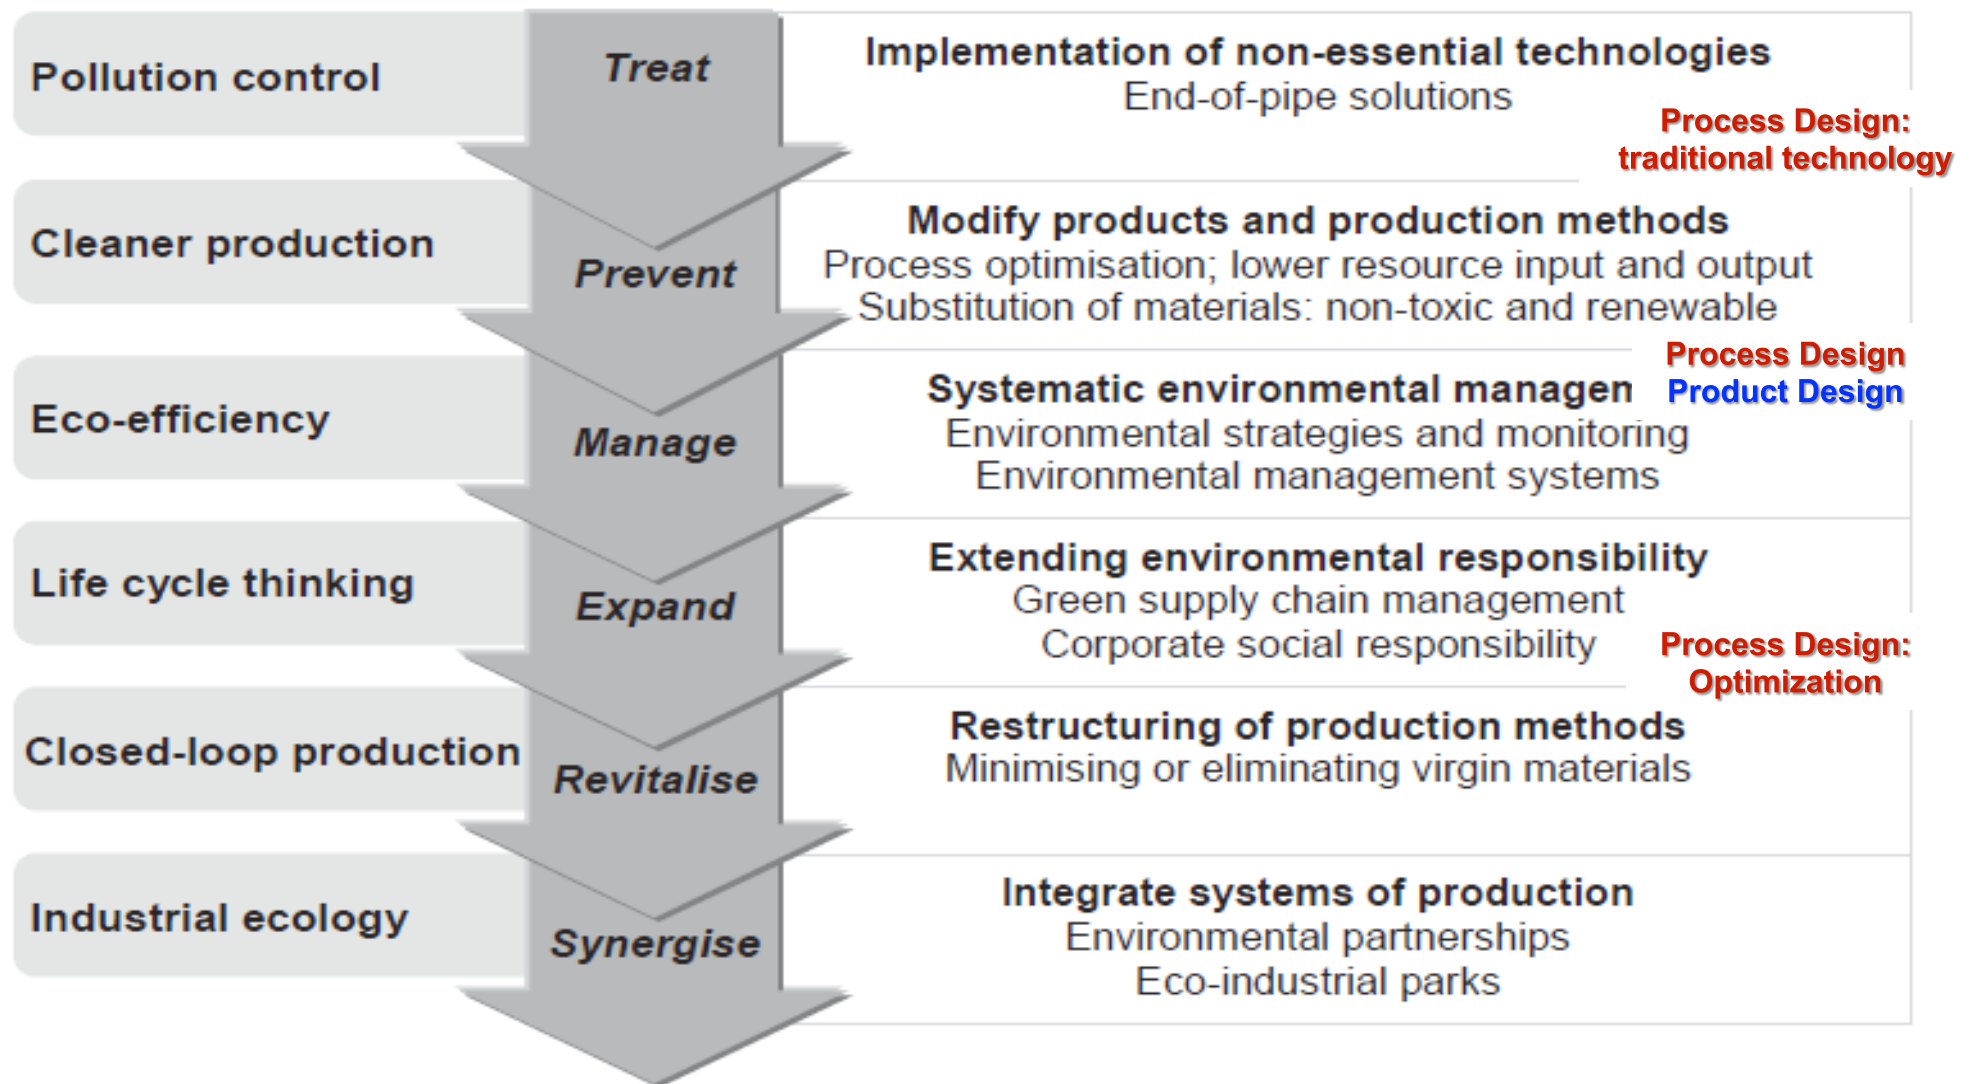 Pollution control
Treat
Implementation of non-essential technologies
End-of-pipe solutions
Process Design:
traditional technology
Cleaner production
Prevent
Modify products and production methods
Process optimisation; lower resource input and output
Substitution of materials: non-toxic and renewable
Process Design
Product Design
Eco-efficiency
Manage
Systematic environmental managem
Environmental strategies and monitoring
Environmental management systems
Life cycle thinking
Expand
Extending environmental responsibility
Green supply chain management
Corporate social responsibility
Process Design:
Optimization
Closed-loop production
Revitalise
Restructuring of production methods
Minimising or eliminating virgin materials
Industrial ecology
Synergise
Integrate systems of production
Environmental partnerships
Eco-industrial parks